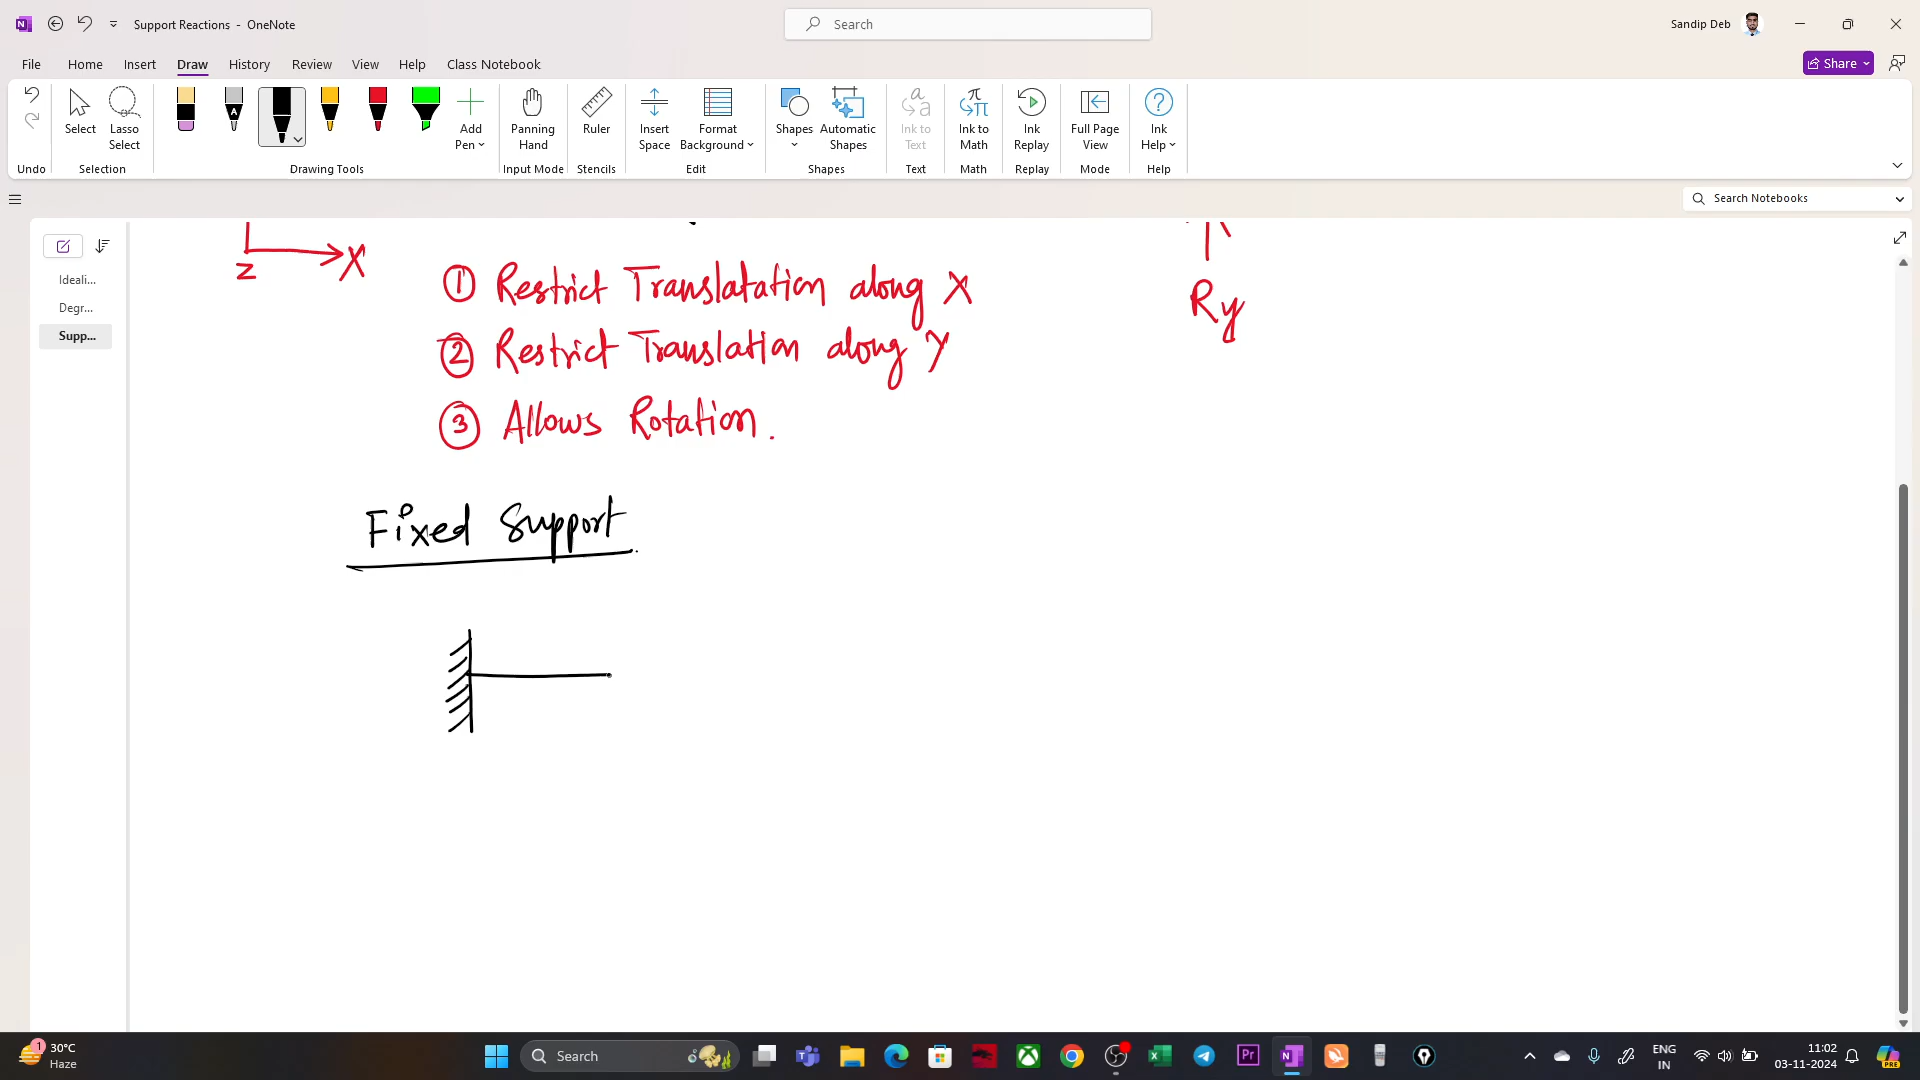 Support Reactions - OneNote
Search
Sandip Deb
File Home Insert Draw History Review View Help Class Notebook
Share
Select
Lasso Select
A
Add Pen
Panning Hand
Ruler
Insert Space
Format Background
Shapes
Automatic Shapes
Ink to Text
Ink to Math
Ink Replay
Full Page View
Ink Help
Undo Selection Drawing Tools Input Mode Stencils Edit Shapes Text Math Replay Mode Help
Search Notebooks
Ideali...
Degr...
Supp...
Z
X
① Restrict Translatation along X
② Restrict Translation along Y
③ Allows Rotation.
Ry
Fixed Support
1
30°C
Haze
Search
ENG
IN
11:02
03-11-2024